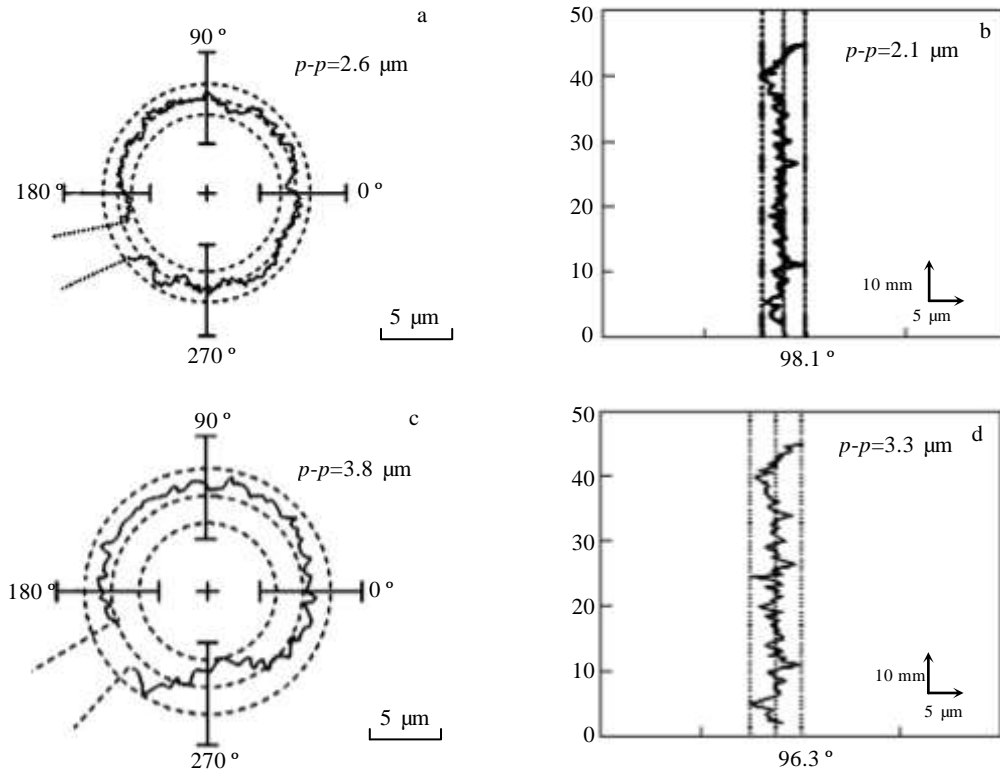 a
90 º
p-p=2.6 µm
180 º
0 º
270 º
5 µm
b
p-p=2.1 µm
50
40
30
20
10
0
10 mm
5 µm
98.1 º
c
90 º
p-p=3.8 µm
180 º
0 º
270 º
5 µm
d
p-p=3.3 µm
50
40
30
20
10
0
10 mm
5 µm
96.3 º